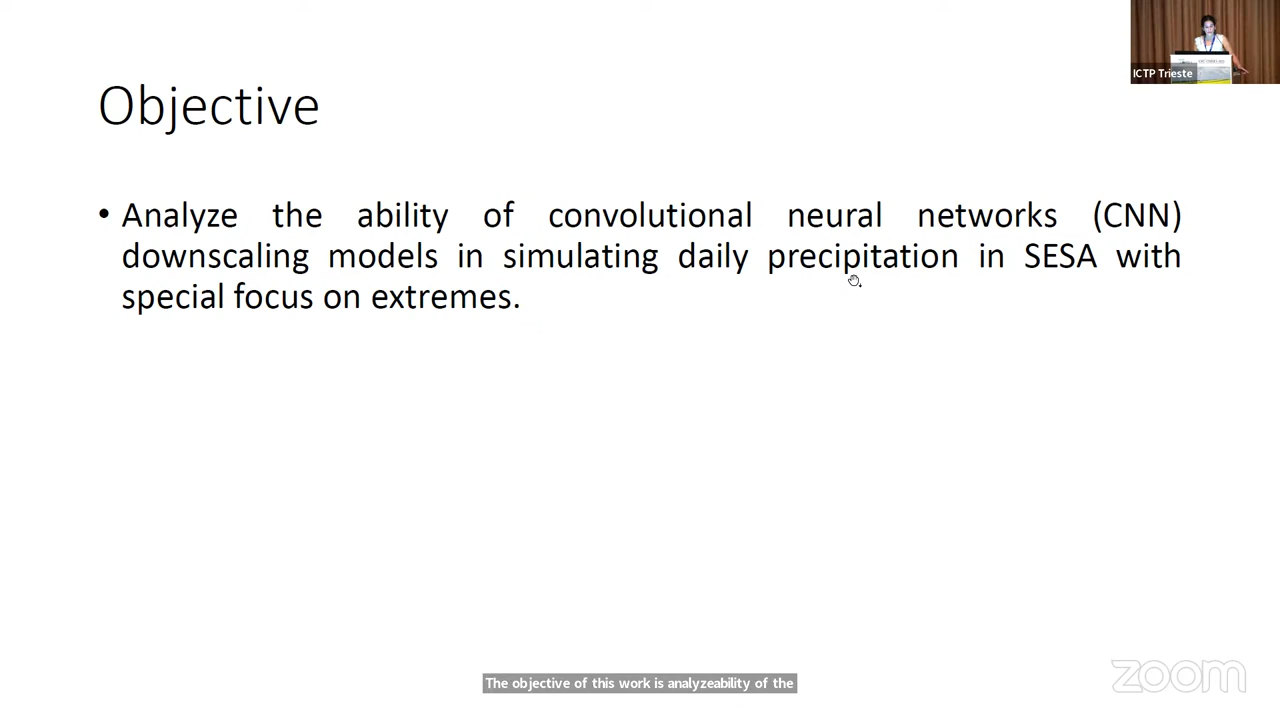 ICTP Trieste
Objective
• Analyze the ability of convolutional neural networks (CNN)
downscaling models in simulating daily precipitation in SESA with
special focus on extremes.
The objective of this work is analyzeability of the
zoom